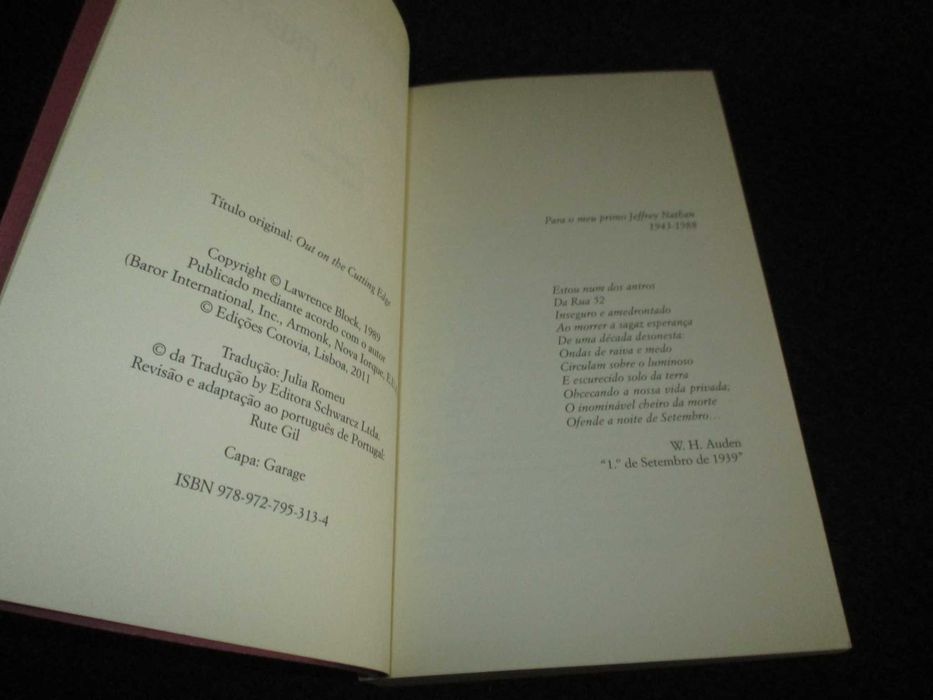 Título original: Out on the Cutting Edge
Copyright © Lawrence Block, 1989
Publicado mediante acordo com o autor
(Baror International, Inc., Armonk, Nova Iorque,
© Edições Cotovia, Lisboa, 2011
Tradução: Julia Romeu
© da Tradução by Editora Schwarcz Ltda.
Revisão e adaptação ao português de Portugal:
Rute Gil
Capa: Garage
ISBN 978-972-795-313-4
Para o meu primo Jeffrey Nathan
1943-1988
Estou num dos antros
Da Rua 52
Inseguro e amedrontado
Ao morrer a sagaz esperança
De uma década desonesta:
Ondas de raiva e medo
Circulam sobre o luminoso
E escurecido solo da terra
Obcecando a nossa vida privada;
O inominável cheiro da morte
Ofende a noite de Setembro...
W. H. Auden
"1.º de Setembro de 1939"